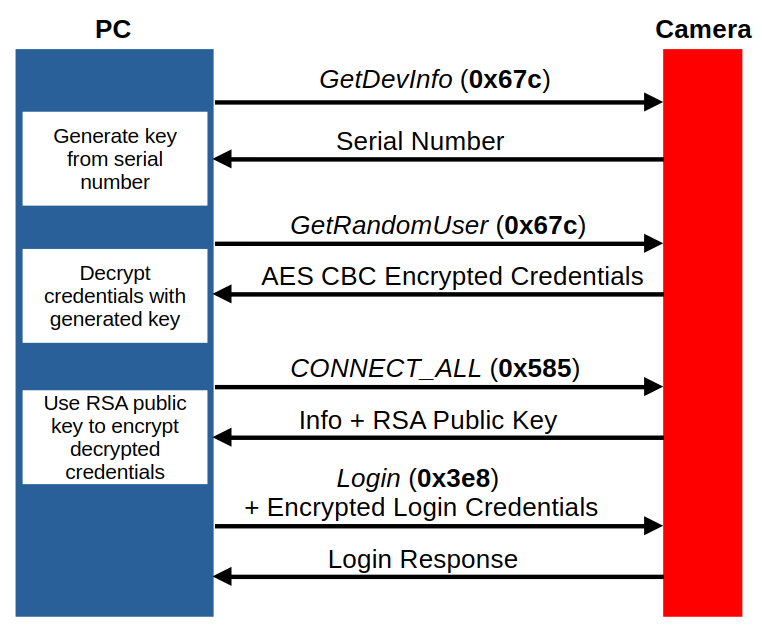 PC
Camera
GetDevInfo (0x67c)
Generate key
from serial
number
Serial Number
GetRandomUser (0x67c)
Decrypt
credentials with
generated key
AES CBC Encrypted Credentials
CONNECT_ALL (0x585)
Use RSA public
key to encrypt
decrypted
credentials
Info + RSA Public Key
Login (0x3e8)
+ Encrypted Login Credentials
Login Response